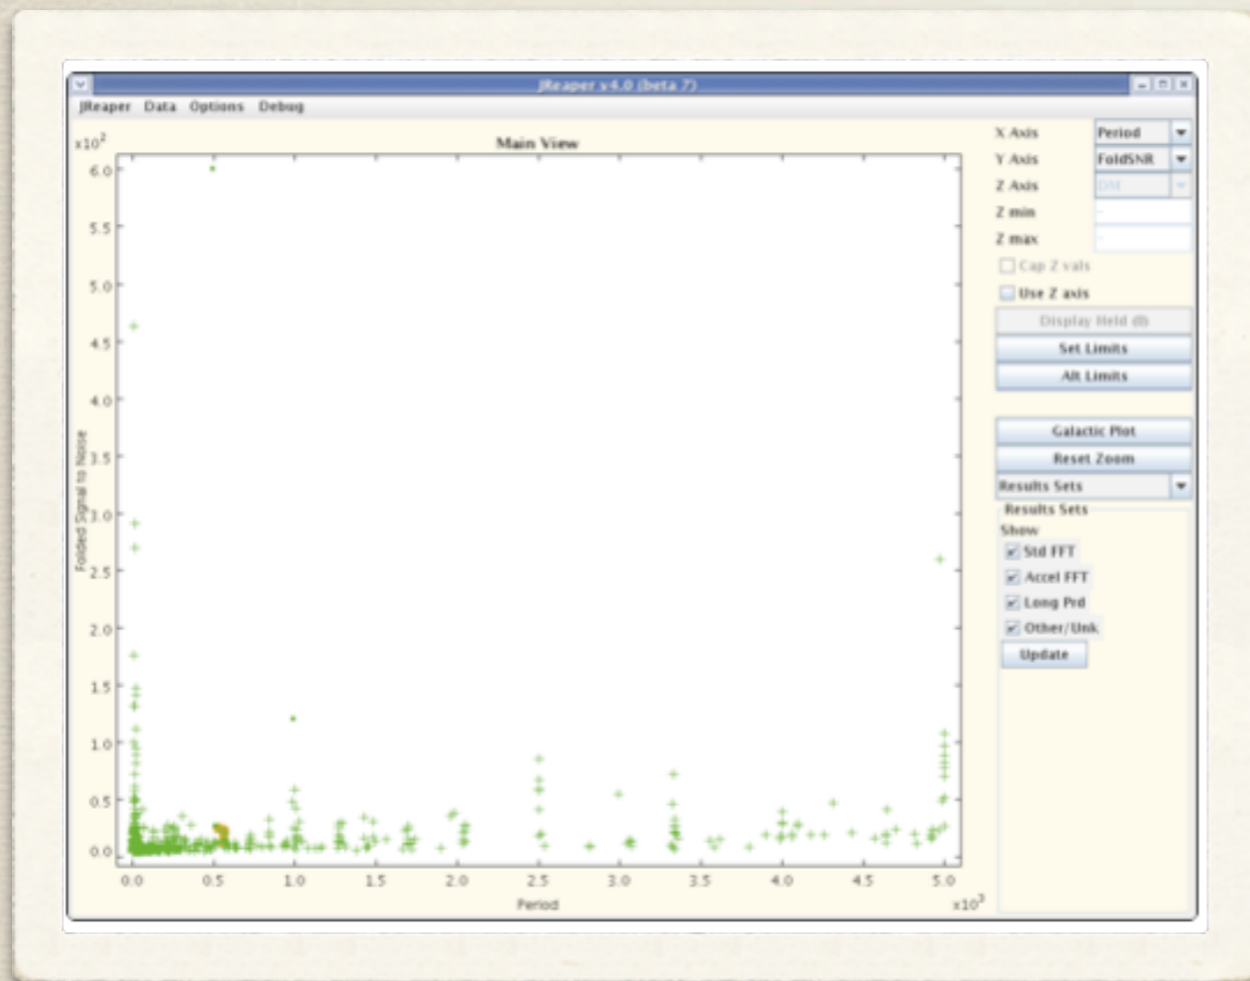 JReaper v4.0 (beta 7)
JReaper Data Options Debug
Main View
x10²
6.0
5.5
5.0
4.5
4.0
3.5
3.0
2.5
2.0
1.5
1.0
0.5
0.0
Folded Signal to Noise
0.0 0.5 1.0 1.5 2.0 2.5 3.0 3.5 4.0 4.5 5.0
Period
x10³
X Axis Period
Y Axis FoldSNR
Z Axis DM
Z min
Z max
Cap Z vals
Use Z axis
Display Held (0)
Set Limits
Alt Limits
Galactic Plot
Reset Zoom
Results Sets
Results Sets
Show
Std FFT
Accel FFT
Long Prd
Other/Unk
Update